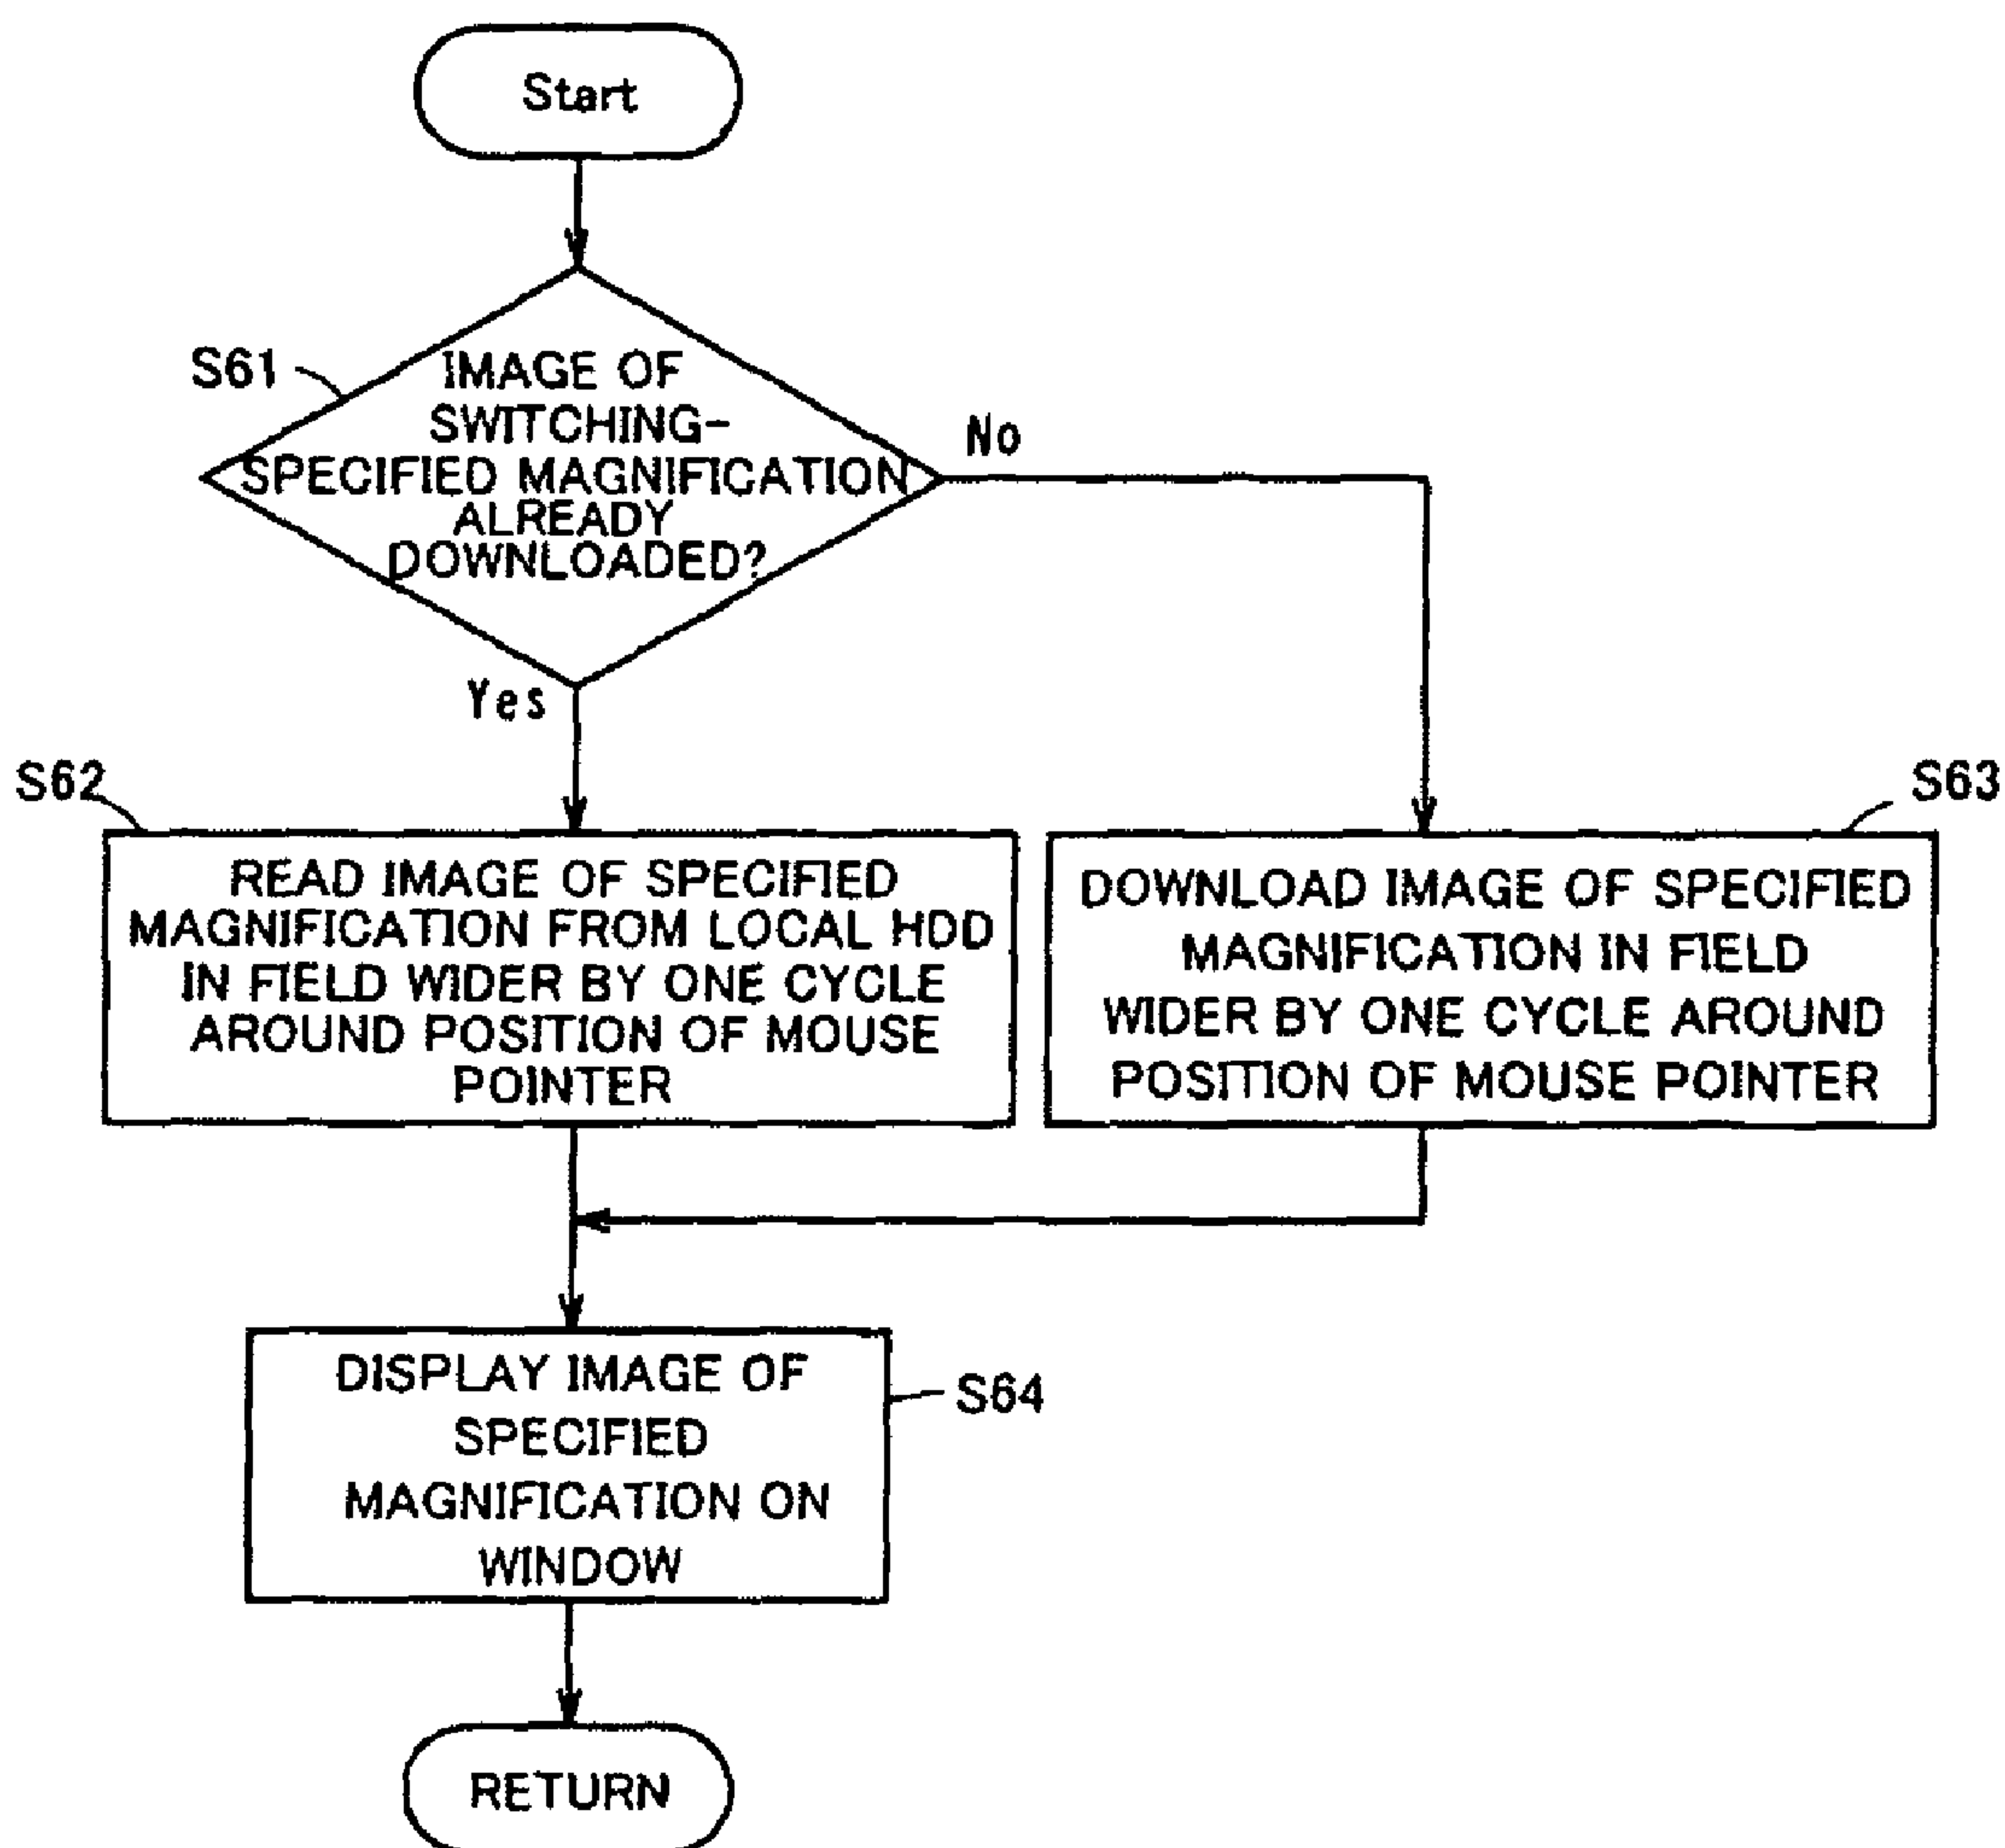 Start
S61
IMAGE OF
SWITCHING-
SPECIFIED MAGNIFICATION
ALREADY
DOWNLOADED?
No
Yes
S62
READ IMAGE OF SPECIFIED
MAGNIFICATION FROM LOCAL HDD
IN FIELD WIDER BY ONE CYCLE
AROUND POSITION OF MOUSE
POINTER
S63
DOWNLOAD IMAGE OF SPECIFIED
MAGNIFICATION IN FIELD
WIDER BY ONE CYCLE AROUND
POSITION OF MOUSE POINTER
DISPLAY IMAGE OF
SPECIFIED
MAGNIFICATION ON
WINDOW
S64
RETURN